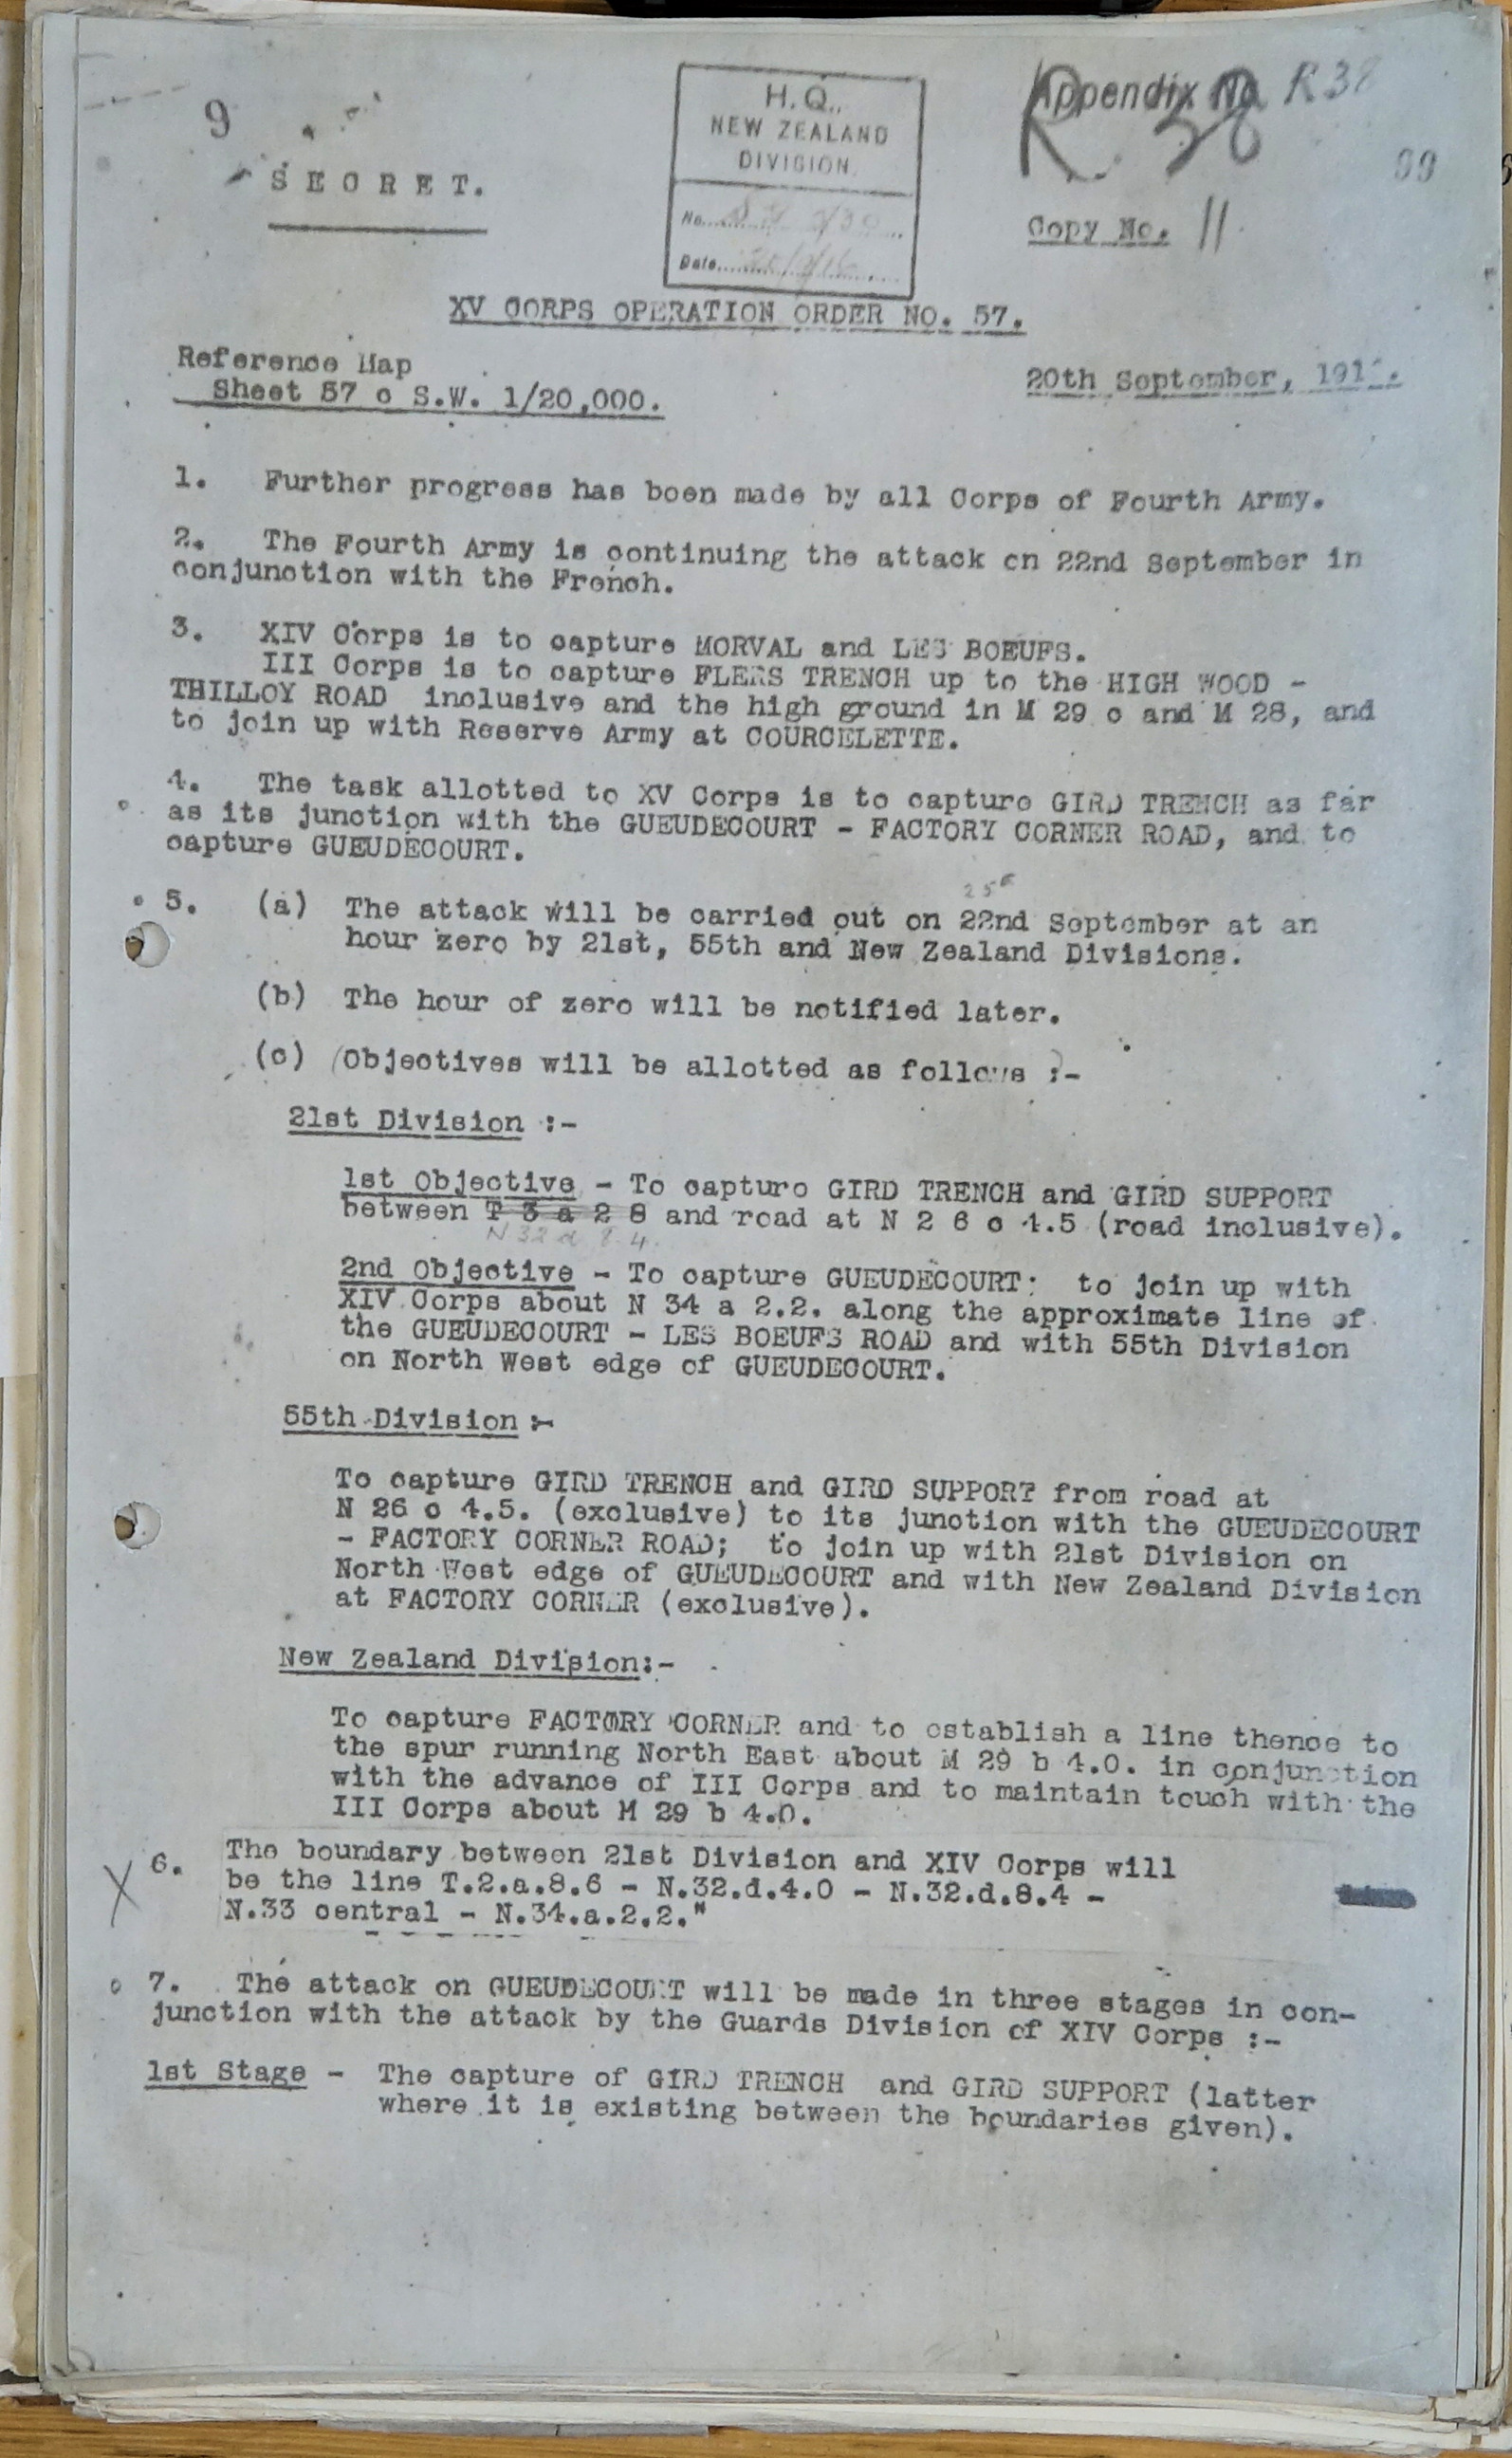 9
SECRET.
H.Q.,
NEW ZEALAND
DIVISION.
No.
Date
Appendix No R38
R. 38
99
Copy No. 11
XV CORPS OPERATION ORDER NO. 57.
Reference Map
Sheet 57 c S.W. 1/20,000.
20th September, 191
1. Further progress has been made by all Corps of Fourth Army.
2. The Fourth Army is continuing the attack on 22nd September in
conjunction with the French.
3. XIV Corps is to capture MORVAL and LES BOEUFS.
III Corps is to capture FLERS TRENCH up to the HIGH WOOD -
THILLOY ROAD inclusive and the high ground in M 29 c and M 28, and
to join up with Reserve Army at COURCELETTE.
4. The task allotted to XV Corps is to capture GIRD TRENCH as far
as its junction with the GUEUDECOURT - FACTORY CORNER ROAD, and to
capture GUEUDECOURT.
25th
5. (a) The attack will be carried out on 22nd September at an
hour zero by 21st, 55th and New Zealand Divisions.
(b) The hour of zero will be notified later.
(c) (Objectives will be allotted as follows :-
21st Division :-
1st Objective - To capture GIRD TRENCH and GIRD SUPPORT
between T 3 a 2 8 and road at N 2 6 c 4.5 (road inclusive).
N 32 d 8.4.
2nd Objective - To capture GUEUDECOURT; to join up with
XIV Corps about N 34 a 2.2. along the approximate line of
the GUEUDECOURT - LES BOEUFS ROAD and with 55th Division
on North West edge of GUEUDECOURT.
55th Division :-
To capture GIRD TRENCH and GIRD SUPPORT from road at
N 26 c 4.5. (exclusive) to its junction with the GUEUDECOURT
- FACTORY CORNER ROAD; to join up with 21st Division on
North West edge of GUEUDECOURT and with New Zealand Division
at FACTORY CORNER (exclusive).
New Zealand Division:-
To capture FACTORY CORNER and to establish a line thence to
the spur running North East about M 29 b 4.0. in conjunction
with the advance of III Corps and to maintain touch with the
III Corps about M 29 b 4.0.
X 6. The boundary between 21st Division and XIV Corps will
be the line T.2.a.8.6 - N.32.d.4.0 - N.32.d.8.4 -
N.33 central - N.34.a.2.2."
7. The attack on GUEUDECOURT will be made in three stages in con-
junction with the attack by the Guards Division of XIV Corps :-
1st Stage - The capture of GIRD TRENCH and GIRD SUPPORT (latter
where it is existing between the boundaries given).